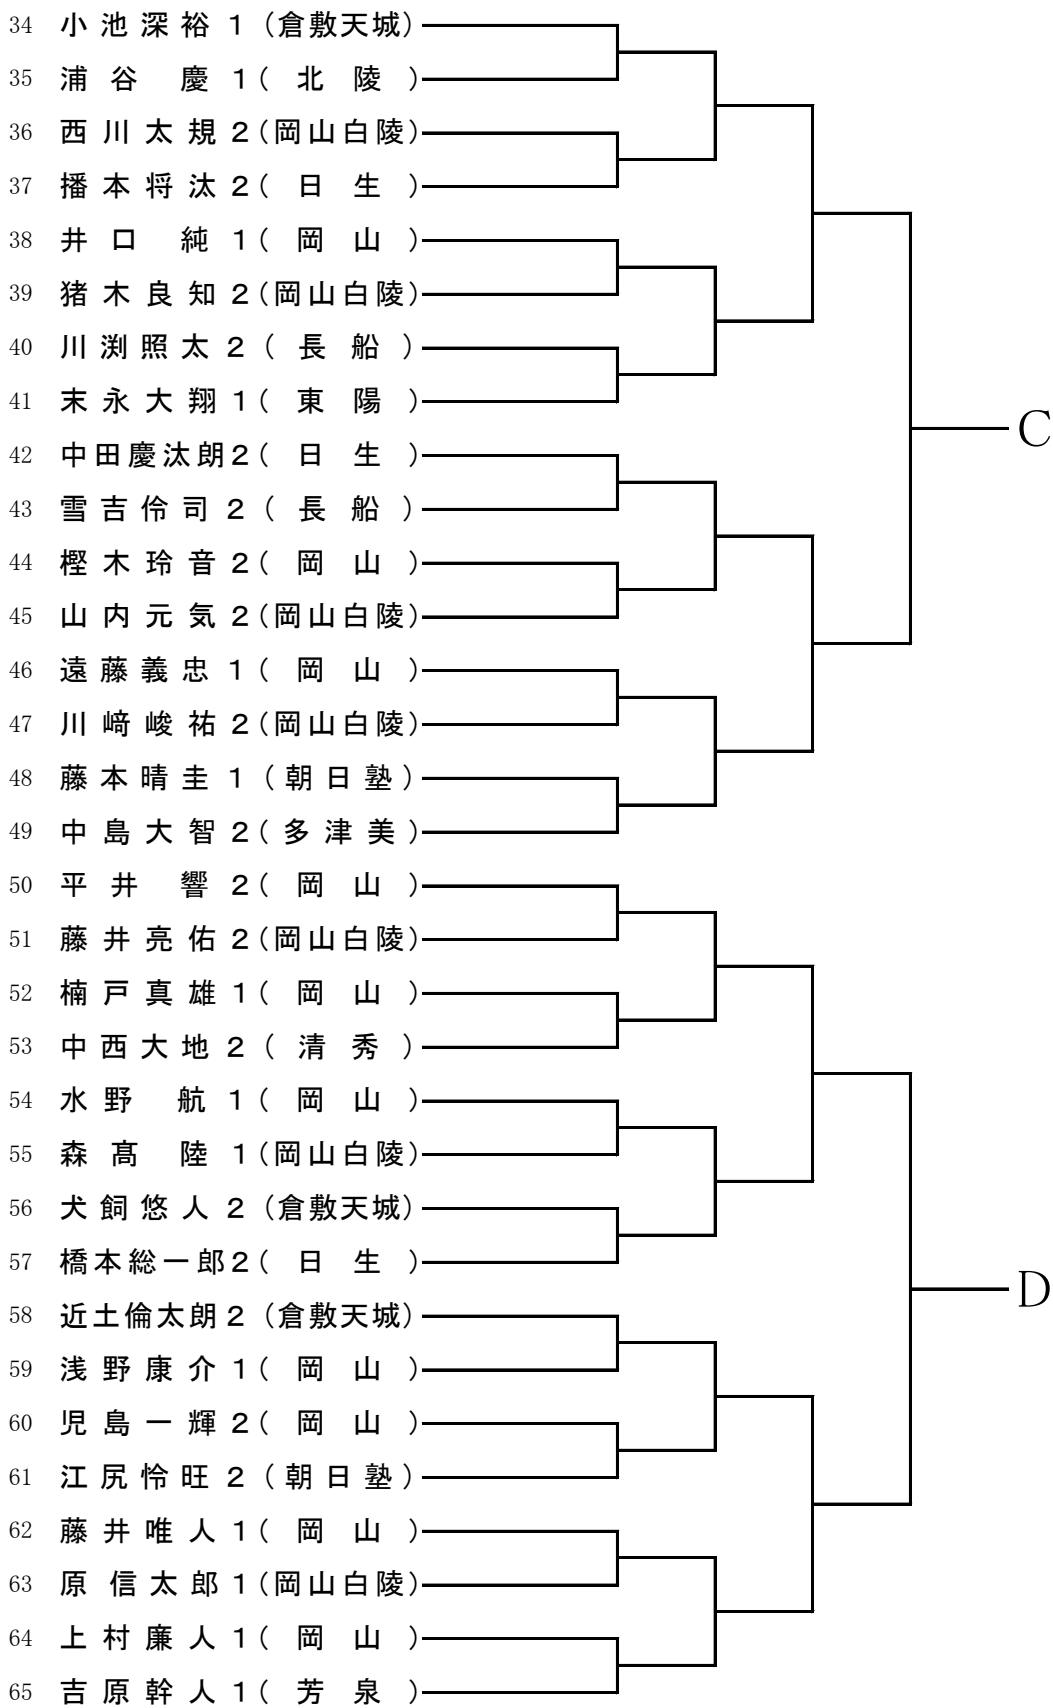 34 小池深裕 1 (倉敷天城)
35 浦谷 慶 1 (北陵)
36 西川太規 2 (岡山白陵)
37 播本将汰 2 (日生)
38 井口 純 1 (岡山)
39 猪木良知 2 (岡山白陵)
40 川渕照太 2 (長船)
41 末永大翔 1 (東陽)
42 中田慶汰朗 2 (日生)
C
43 雪吉伶司 2 (長船)
44 樫木玲音 2 (岡山)
45 山内元気 2 (岡山白陵)
46 遠藤義忠 1 (岡山)
47 川﨑峻祐 2 (岡山白陵)
48 藤本晴圭 1 (朝日塾)
49 中島大智 2 (多津美)
50 平井 響 2 (岡山)
51 藤井亮佑 2 (岡山白陵)
52 楠戸真雄 1 (岡山)
53 中西大地 2 (清秀)
54 水野 航 1 (岡山)
55 森髙 陸 1 (岡山白陵)
56 犬飼悠人 2 (倉敷天城)
57 橋本総一郎 2 (日生)
D
58 近土倫太朗 2 (倉敷天城)
59 浅野康介 1 (岡山)
60 児島一輝 2 (岡山)
61 江尻怜旺 2 (朝日塾)
62 藤井唯人 1 (岡山)
63 原 信太郎 1 (岡山白陵)
64 上村廉人 1 (岡山)
65 吉原幹人 1 (芳泉)